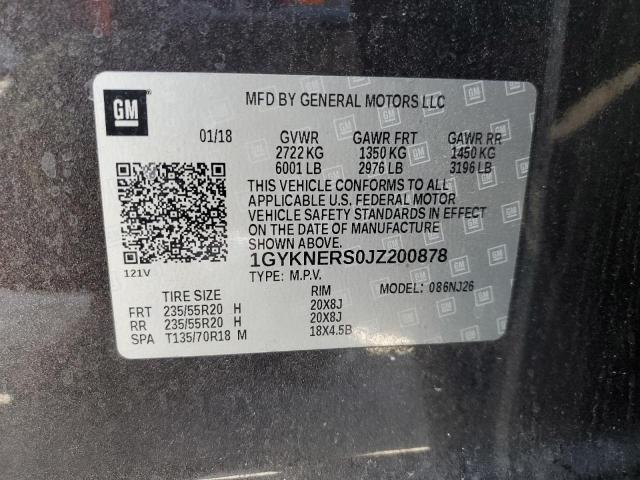 GM
MFD BY GENERAL MOTORS LLC
01/18 GVWR GAWR FRT GAWR RR
2722 KG 1350 KG 1450 KG
6001 LB 2976 LB 3196 LB
THIS VEHICLE CONFORMS TO ALL
APPLICABLE U.S. FEDERAL MOTOR
VEHICLE SAFETY STANDARDS IN EFFECT
ON THE DATE OF MANUFACTURE
SHOWN ABOVE.
1GYKNERS0JZ200878
121V
TYPE: M.P.V.
MODEL: 086NJ26
TIRE SIZE RIM
FRT 235/55R20 H 20X8J
RR 235/55R20 H 20X8J
SPA T135/70R18 M 18X4.5B